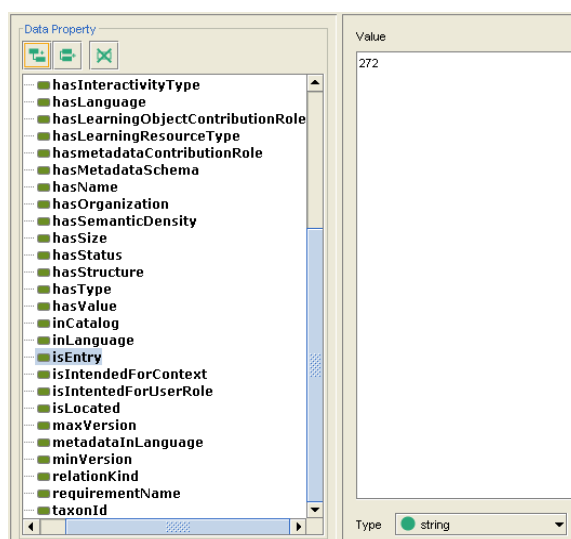 Data Property
hasInteractivityType
hasLanguage
hasLearningObjectContributionRole
hasLearningResourceType
hasmetadataContributionRole
hasMetadataSchema
hasName
hasOrganization
hasSemanticDensity
hasSize
hasStatus
hasStructure
hasType
hasValue
inCatalog
inLanguage
isEntry
isIntendedForContext
isIntentedForUserRole
isLocated
maxVersion
metadataInLanguage
minVersion
relationKind
requirementName
taxonId
Value
272
Type string